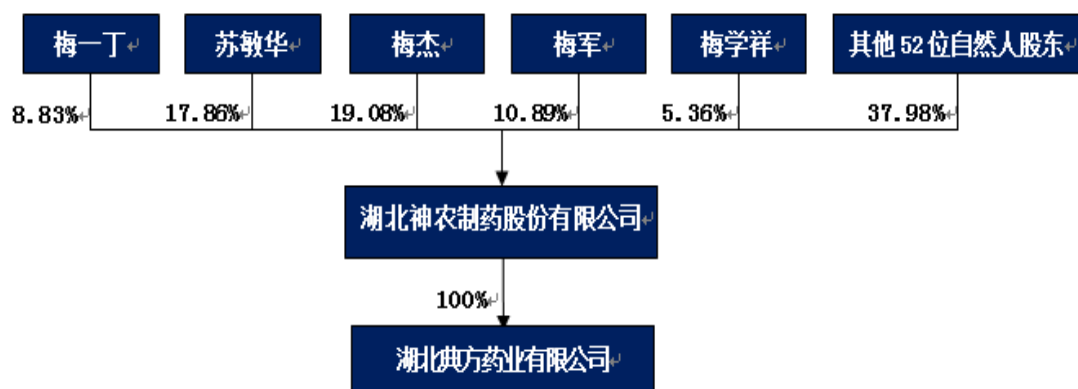 梅一丁
苏敏华
梅杰
梅军
梅学祥
其他 52 位自然人股东
8.83%
17.86%
19.08%
10.89%
5.36%
37.98%
湖北神农制药股份有限公司
100%
湖北典方药业有限公司